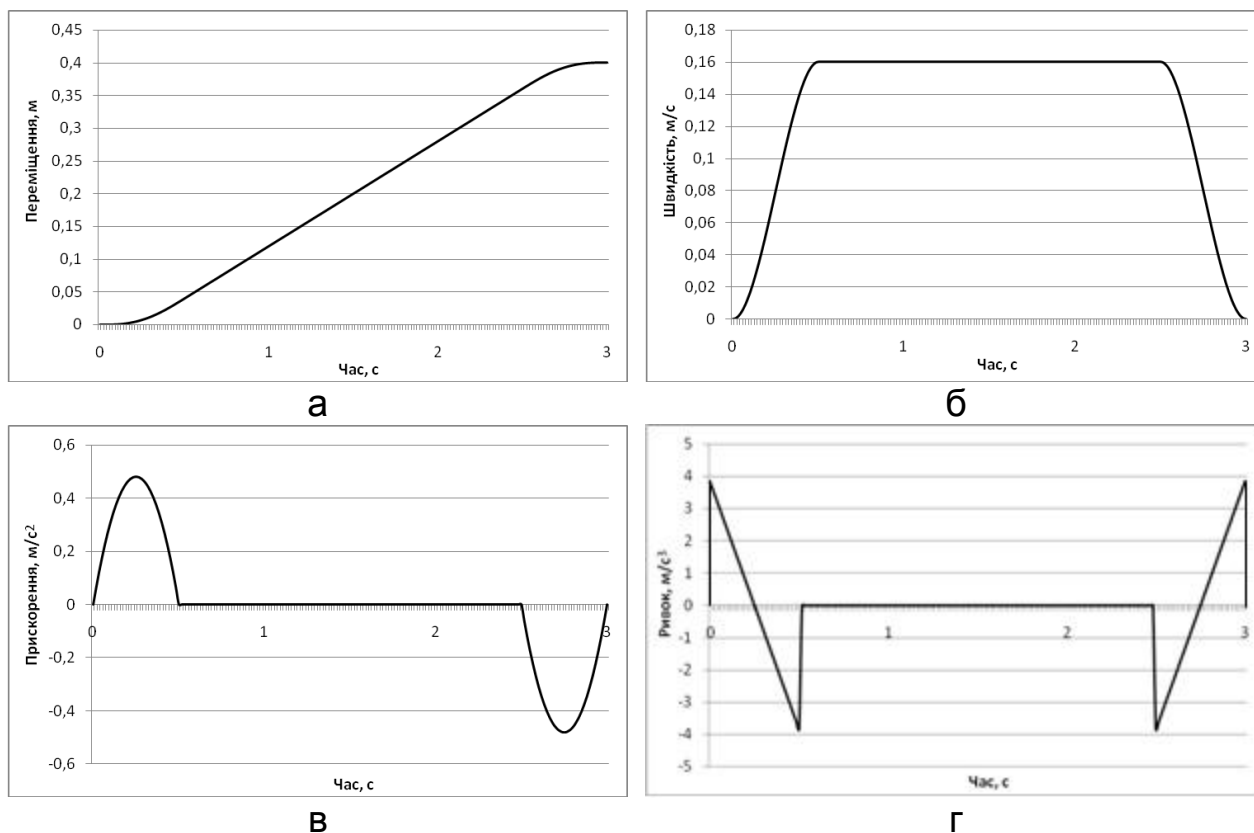 0,45
0,4
0,35
0,3
0,25
0,2
0,15
0,1
0,05
0
Переміщення, м
0 1 2 3
Час, с
а
0,18
0,16
0,14
0,12
0,1
0,08
0,06
0,04
0,02
0
Швидкість, м/с
0 1 2 3
Час, с
б
0,6
0,4
0,2
0
-0,2
-0,4
-0,6
Прискорення, м/с²
0 1 2 3
Час, с
в
5
4
3
2
1
0
-1
-2
-3
-4
-5
Ривок, м/с³
0 1 2 3
Час, с
г